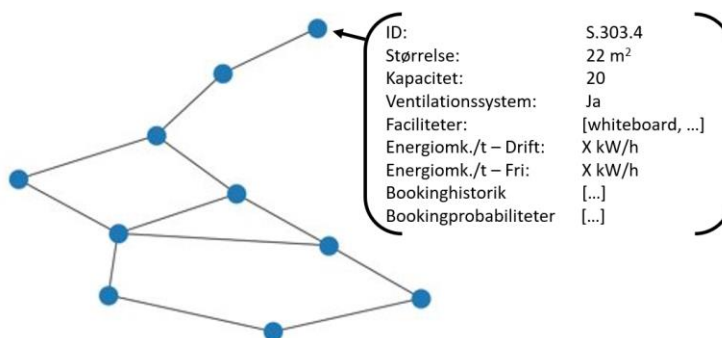 ID: S.303.4
Størrelse: 22 m²
Kapacitet: 20
Ventilationssystem: Ja
Faciliteter: [whiteboard, ...]
Energiomk./t – Drift: X kW/h
Energiomk./t – Fri: X kW/h
Bookinghistorik [...]
Bookingprobabiliteter [...]